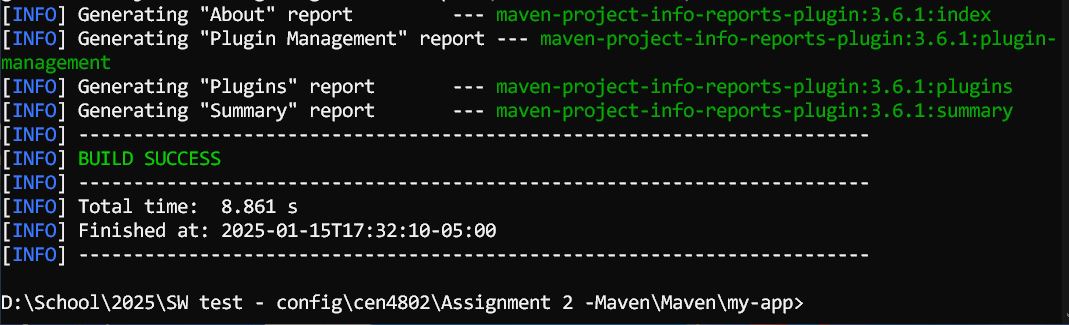 [INFO] Generating "About" report         --- maven-project-info-reports-plugin:3.6.1:index
[INFO] Generating "Plugin Management" report --- maven-project-info-reports-plugin:3.6.1:plugin-
management
[INFO] Generating "Plugins" report       --- maven-project-info-reports-plugin:3.6.1:plugins
[INFO] Generating "Summary" report       --- maven-project-info-reports-plugin:3.6.1:summary
[INFO] ------------------------------------------------------------------------
[INFO] BUILD SUCCESS
[INFO] ------------------------------------------------------------------------
[INFO] Total time:  8.861 s
[INFO] Finished at: 2025-01-15T17:32:10-05:00
[INFO] ------------------------------------------------------------------------
D:\School\2025\SW test - config\cen4802\Assignment 2 -Maven\Maven\my-app>